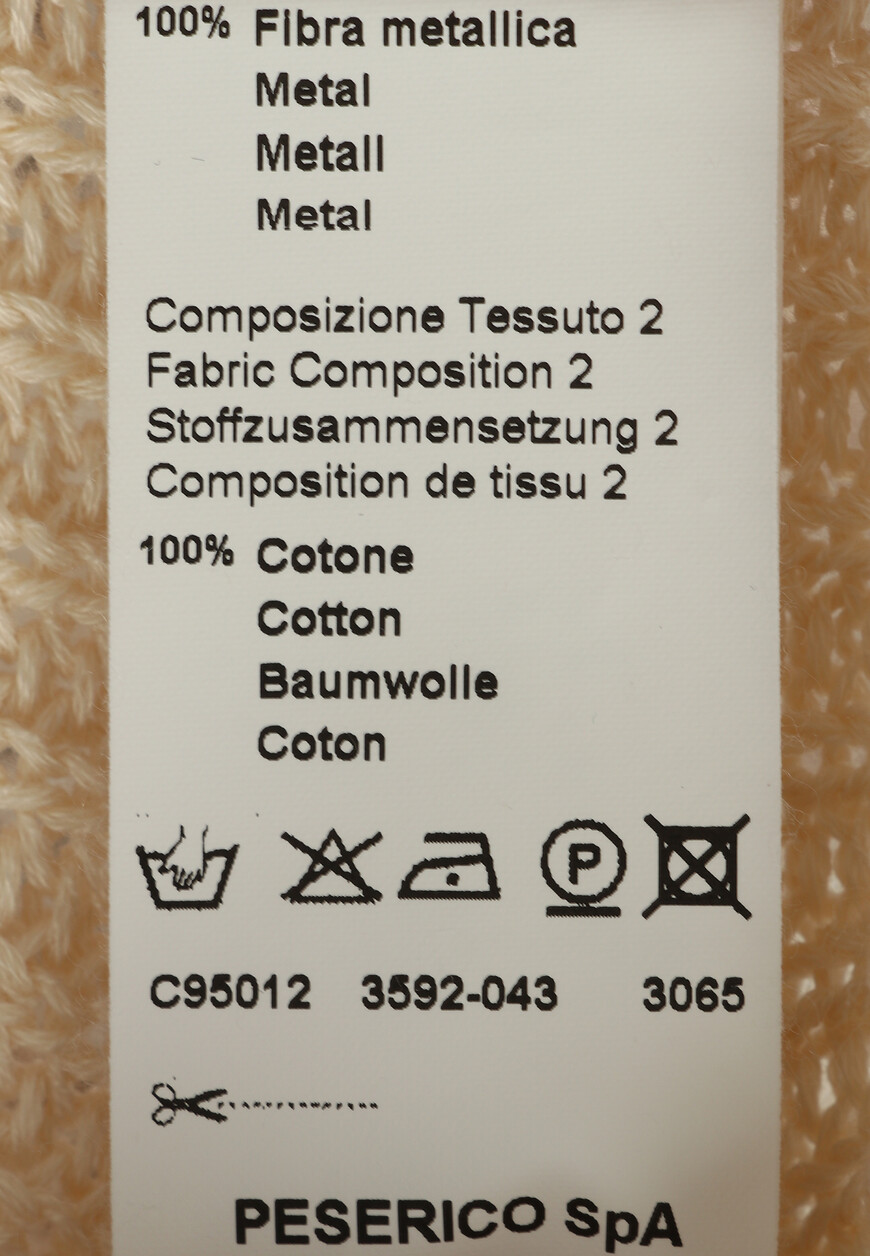 100% Fibra metallica
Metal
Metall
Metal
Composizione Tessuto 2
Fabric Composition 2
Stoffzusammensetzung 2
Composition de tissu 2
100% Cotone
Cotton
Baumwolle
Coton
P
C95012 3592-043 3065
PESERICO SpA